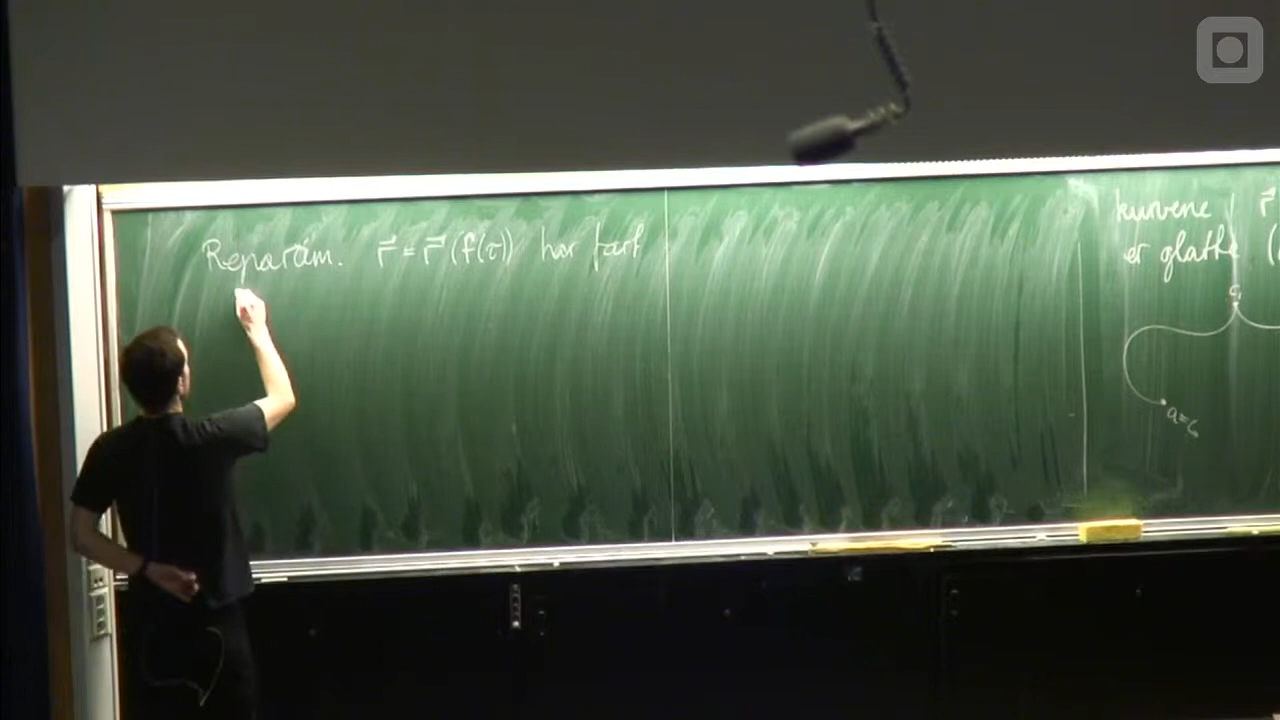 Reparam. r⃗ = r⃗(f(τ)) har fart
kurvene r⃗
er glatte (
a=